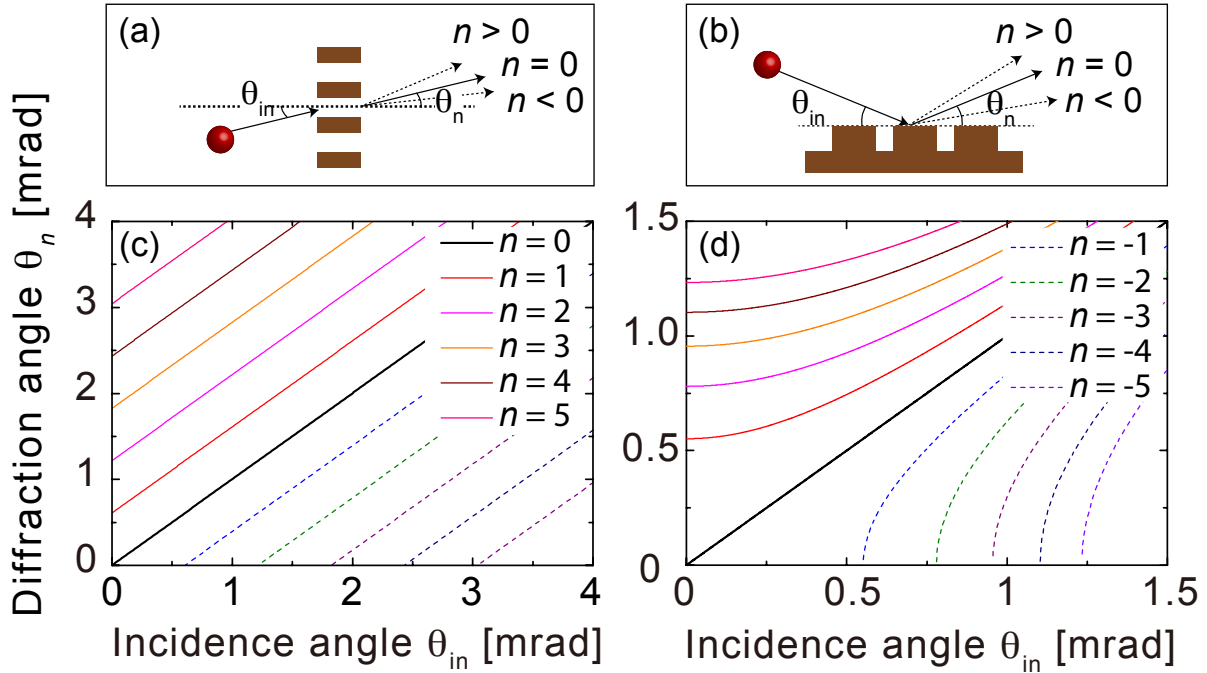 (a)
n > 0
n = 0
n < 0
θin
θn
(b)
n > 0
n = 0
n < 0
θin
θn
Diffraction angle θn [mrad]
(c)
n = 0
n = 1
n = 2
n = 3
n = 4
n = 5
4
3
2
1
0
0 1 2 3 4
Incidence angle θin [mrad]
(d)
n = -1
n = -2
n = -3
n = -4
n = -5
1.5
1.0
0.5
0
0 0.5 1 1.5
Incidence angle θin [mrad]